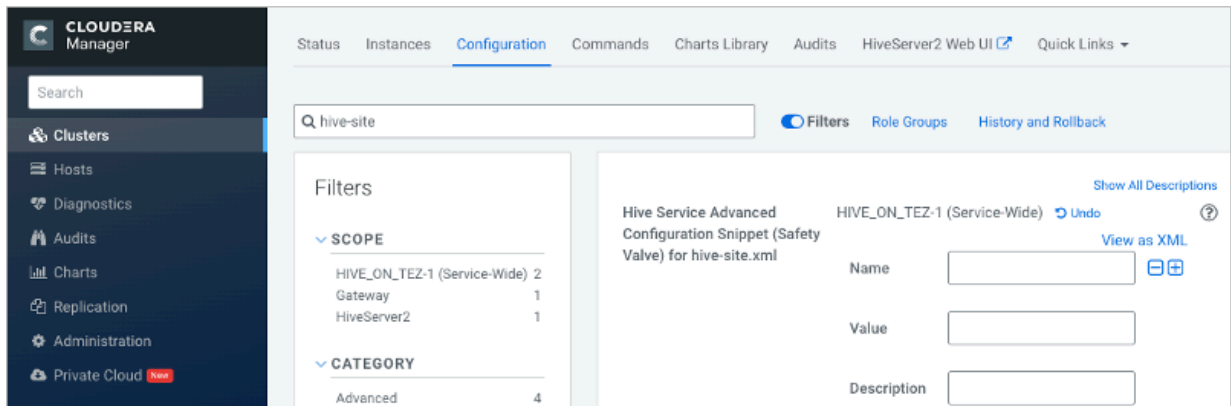 CLOUDERA
Manager
Search
Clusters
Hosts
Diagnostics
Audits
Charts
Replication
Administration
Private Cloud New
Status Instances Configuration Commands Charts Library Audits HiveServer2 Web UI Quick Links
hive-site
Filters Role Groups History and Rollback
Filters
SCOPE
HIVE_ON_TEZ-1 (Service-Wide) 2
Gateway 1
HiveServer2 1
CATEGORY
Advanced 4
Show All Descriptions
Hive Service Advanced
Configuration Snippet (Safety
Valve) for hive-site.xml
HIVE_ON_TEZ-1 (Service-Wide) Undo
View as XML
Name
Value
Description